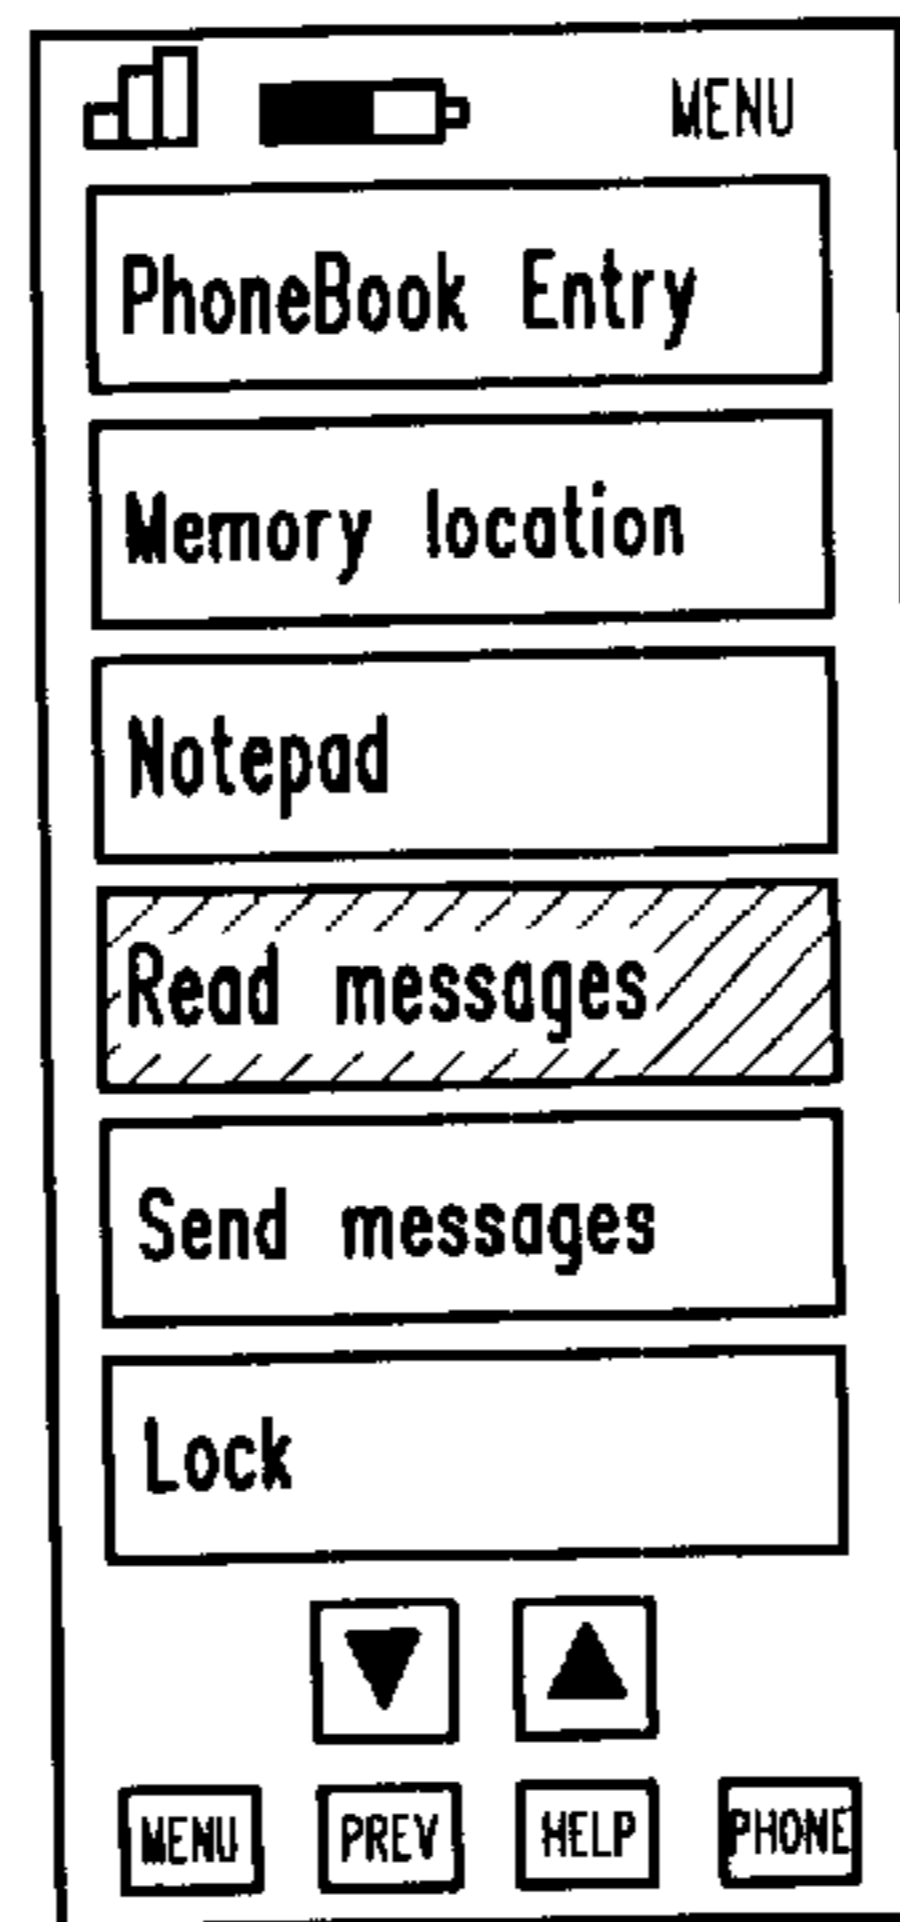 MENU
PhoneBook Entry
Memory location
Notepad
Read messages
Send messages
Lock
MENU PREV HELP PHONE